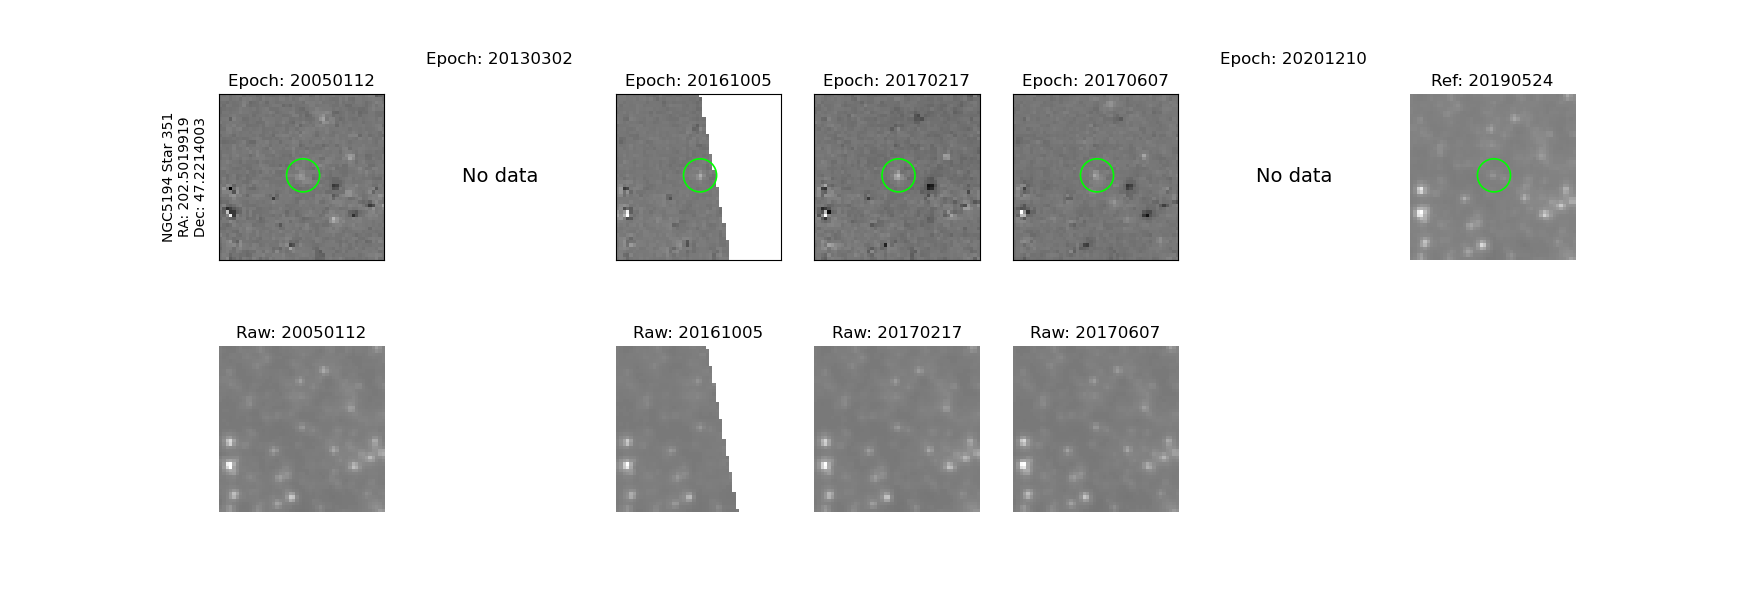 Epoch: 20130302
Epoch: 20201210
Epoch: 20050112
Epoch: 20161005
Epoch: 20170217
Epoch: 20170607
Ref: 20190524
NGC5194 Star 351
RA: 202.5019919
Dec: 47.2214003
No data
No data
Raw: 20050112
Raw: 20161005
Raw: 20170217
Raw: 20170607